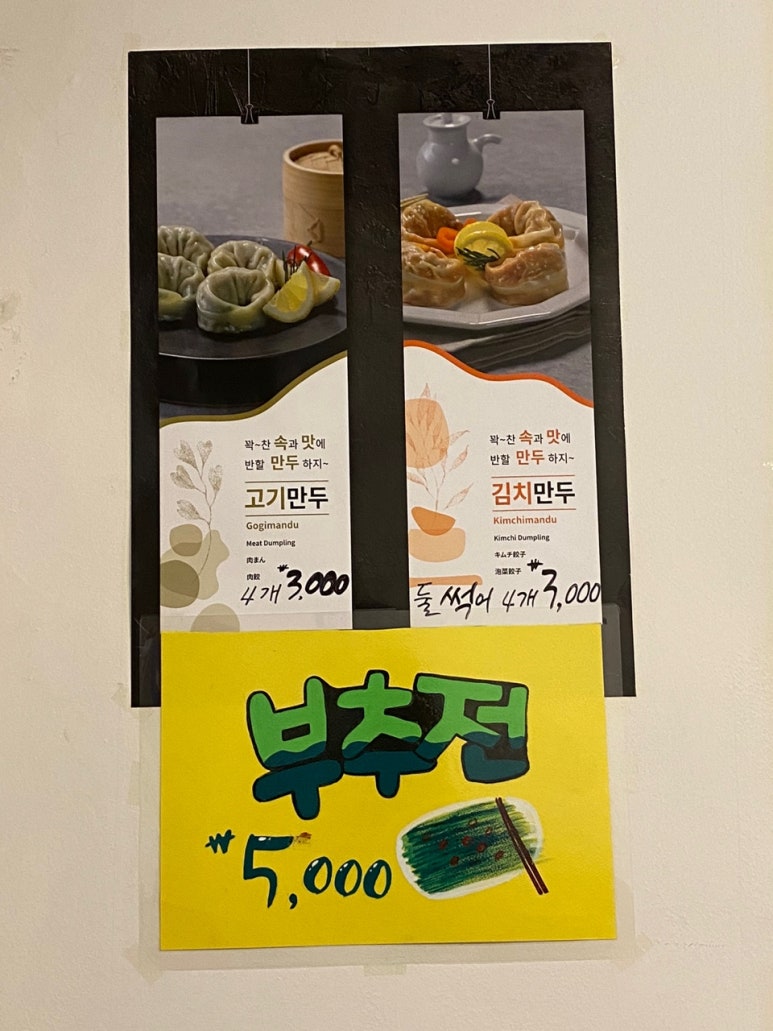 꽉~찬 속과 맛에
반할 만두 하지~
고기만두
Gogimandu
Meat Dumpling
肉まん
肉餃
4개 ₩3,000
꽉~찬 속과 맛에
반할 만두 하지~
김치만두
Kimchimandu
Kimchi Dumpling
キムチ餃子
泡菜餃子
둘 썩어 4개 ₩3,000
부추전
₩5,000